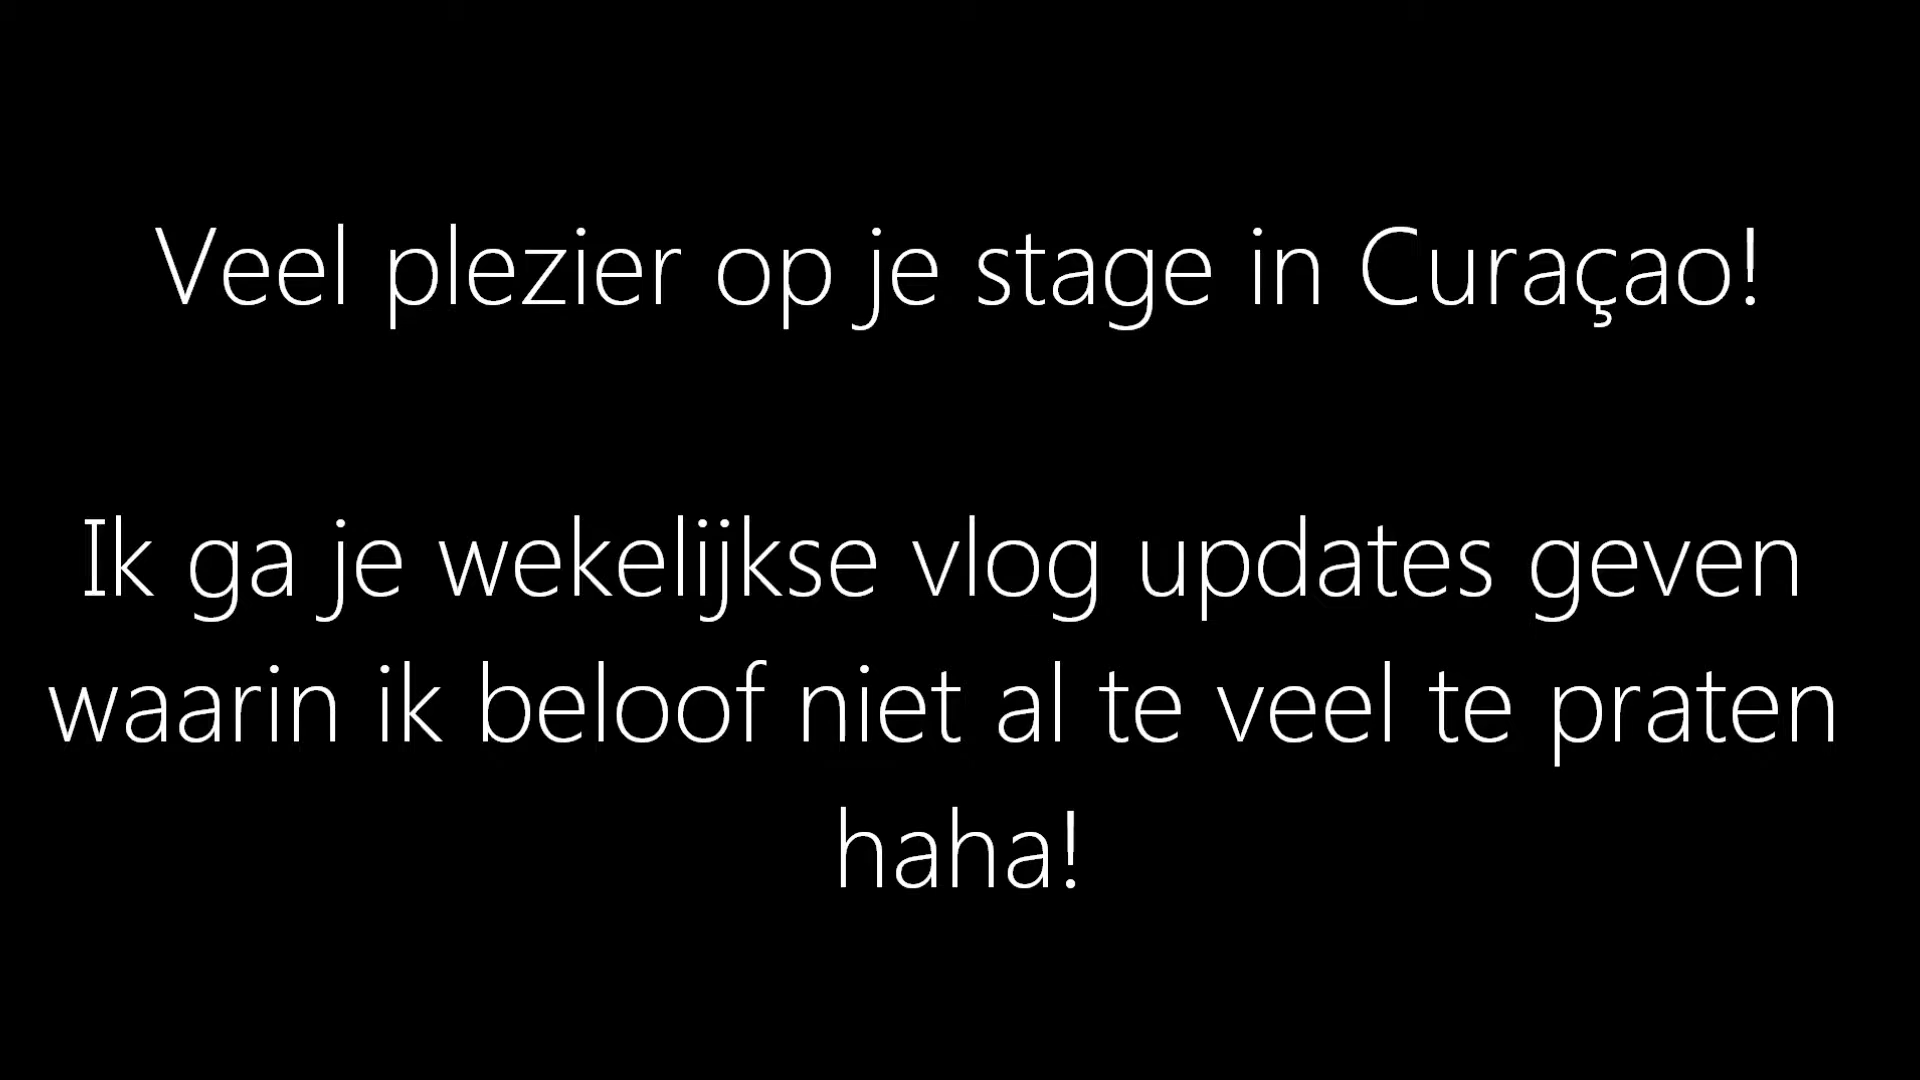 Veel plezier op je stage in Curaçao!
Ik ga je wekelijkse vlog updates geven
waarin ik beloof niet al te veel te praten
haha!